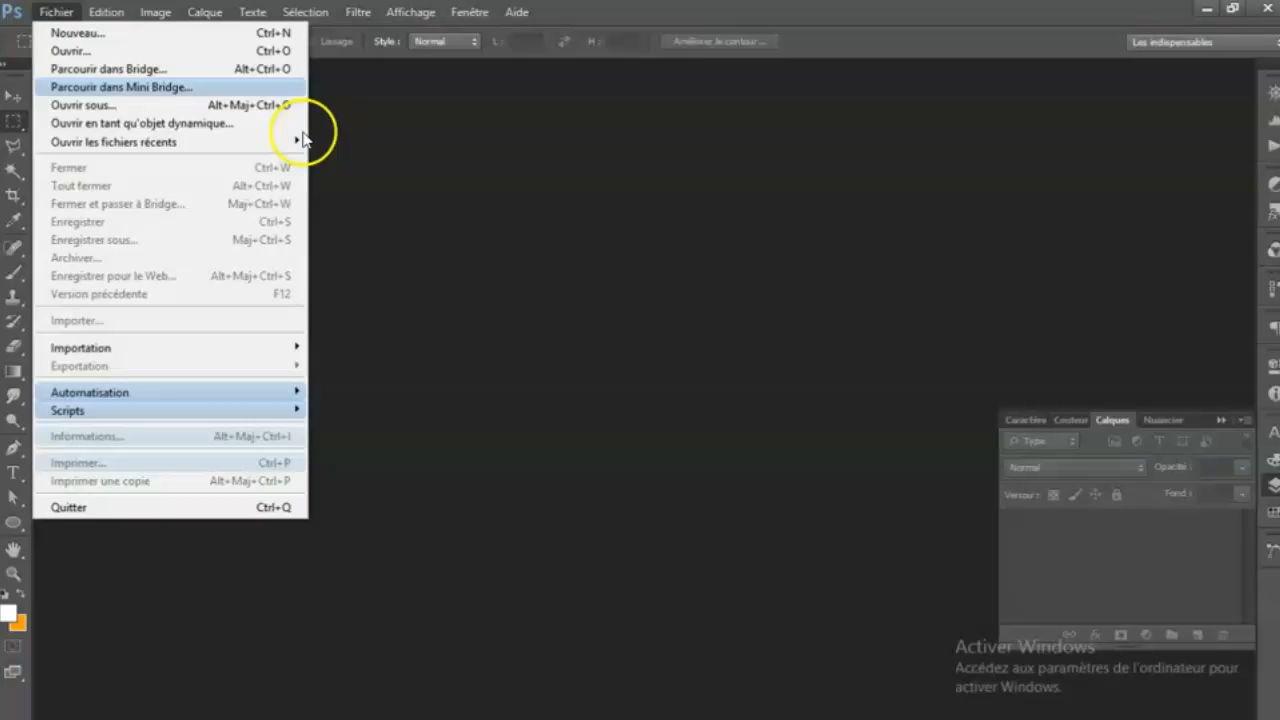 Ps Fichier Edition Image Calque Texte Sélection Filtre Affichage Fenêtre Aide
Lissage Style : Normal L : H : Améliorer le contour... Les indispensables
Nouveau... Ctrl+N
Ouvrir... Ctrl+O
Parcourir dans Bridge... Alt+Ctrl+O
Parcourir dans Mini Bridge...
Ouvrir sous... Alt+Maj+Ctrl+O
Ouvrir en tant qu'objet dynamique...
Ouvrir les fichiers récents
Fermer Ctrl+W
Tout fermer Alt+Ctrl+W
Fermer et passer à Bridge... Maj+Ctrl+W
Enregistrer Ctrl+S
Enregistrer sous... Maj+Ctrl+S
Archiver...
Enregistrer pour le Web... Alt+Maj+Ctrl+S
Version précédente F12
Importer...
Importation
Exportation
Automatisation
Scripts
Informations... Alt+Maj+Ctrl+I
Imprimer... Ctrl+P
Imprimer une copie Alt+Maj+Ctrl+P
Quitter Ctrl+Q
Caractère Couleur Calques Nuancier
Type
Normal Opacité :
Verrou : Fond :
Activer Windows
Accédez aux paramètres de l'ordinateur pour
activer Windows.